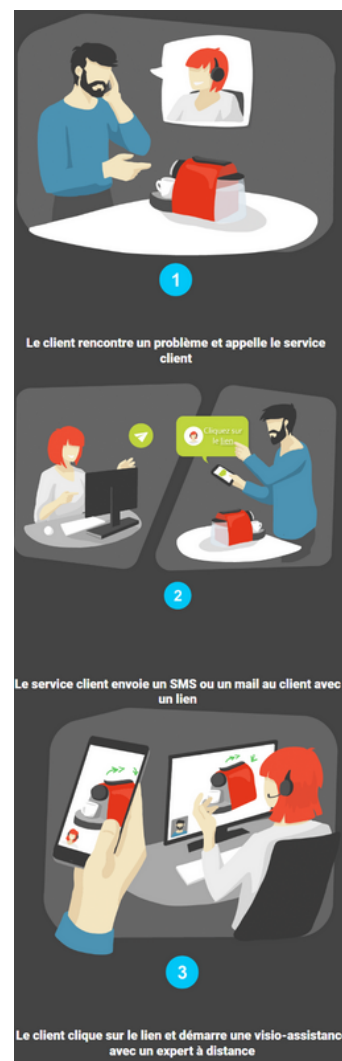 1
Le client rencontre un problème et appelle le service
client
Cliquez sur
le lien
2
Le service client envoie un SMS ou un mail au client avec
un lien
3
Le client clique sur le lien et démarre une visio-assistanc
avec un expert à distance